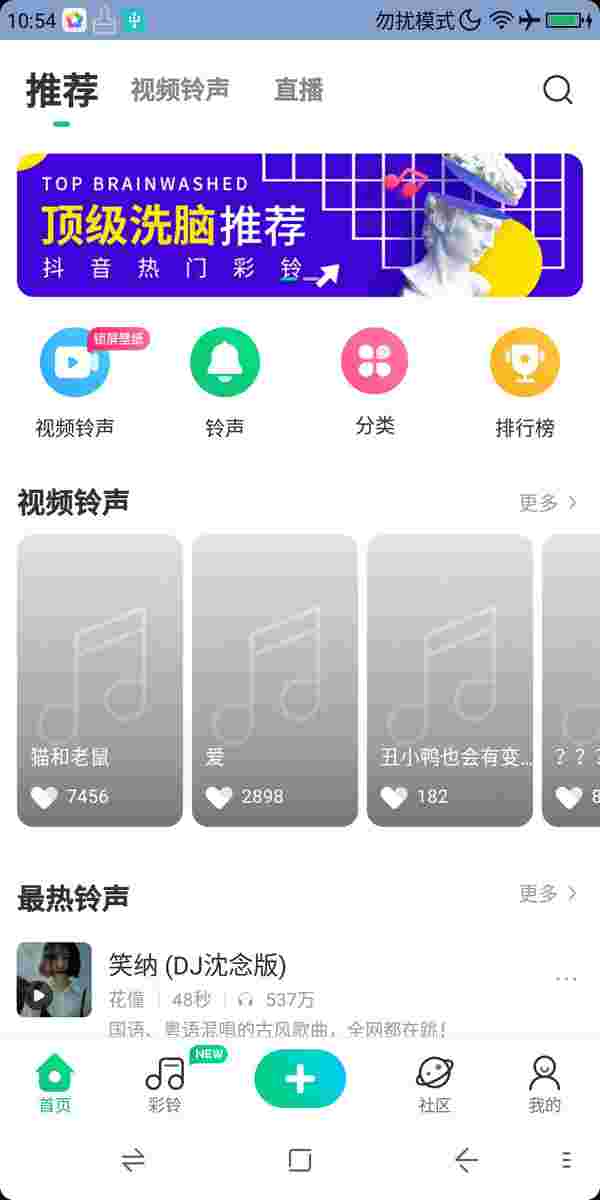 10:54 勿扰模式
推荐 视频铃声 直播
TOP BRAINWASHED
顶级洗脑推荐
抖音热门彩铃
锁屏壁纸
视频铃声 铃声 分类 排行榜
视频铃声 更多
猫和老鼠 爱 丑小鸭也会有变... ？？？
7456 2898 182 8
最热铃声 更多
笑纳 (DJ沈念版)
花僮 48秒 537万
国语、粤语混唱的古风歌曲，全网都在跳！
NEW
首页 彩铃 社区 我的